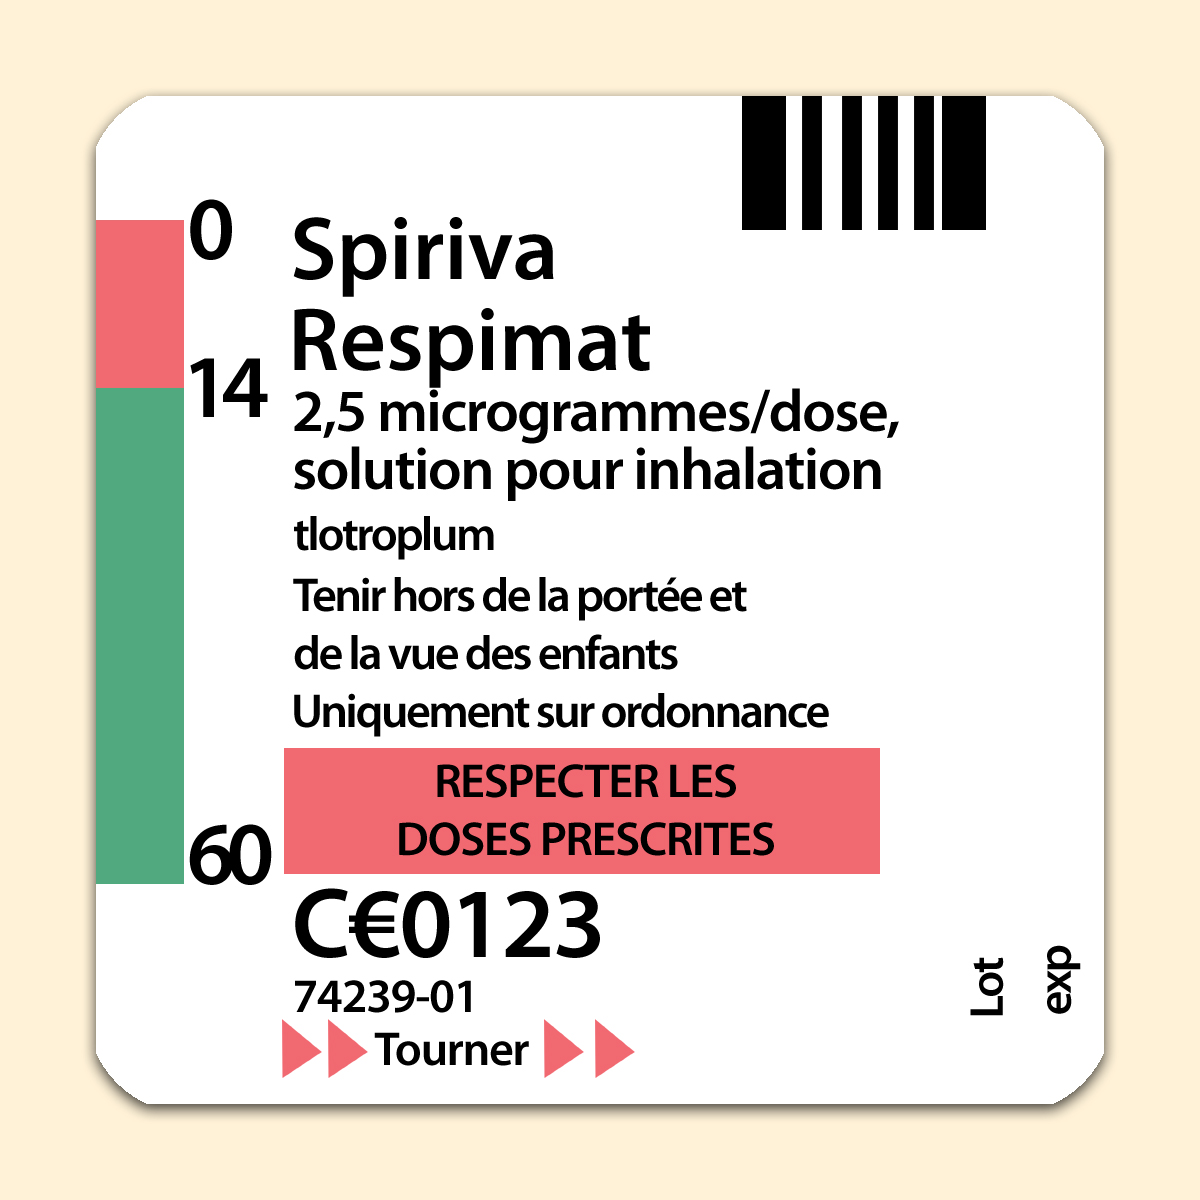 0
Spiriva
Respimat
14
2,5 microgrammes/dose,
solution pour inhalation
tlotroplum
Tenir hors de la portée et
de la vue des enfants
Uniquement sur ordonnance
RESPECTER LES
DOSES PRESCRITES
60
C€0123
74239-01
Tourner
Lot
exp